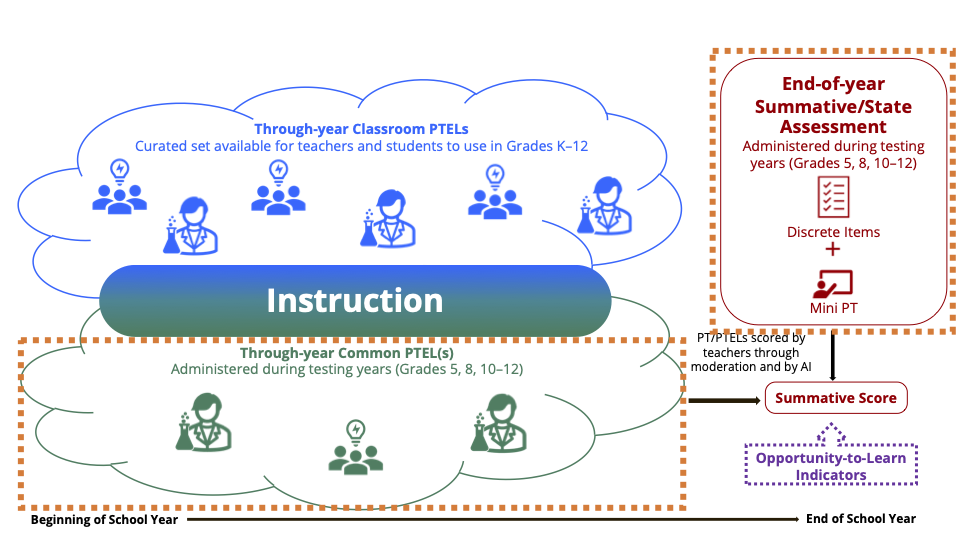 Through-year Classroom PTELs
Curated set available for teachers and students to use in Grades K–12
Instruction
Through-year Common PTEL(s)
Administered during testing years (Grades 5, 8, 10–12)
End-of-year
Summative/State
Assessment
Administered during testing
years (Grades 5, 8, 10–12)
Discrete Items
+
Mini PT
PT/PTELs scored by
teachers through
moderation and by AI
Summative Score
Opportunity-to-Learn
Indicators
Beginning of School Year
End of School Year